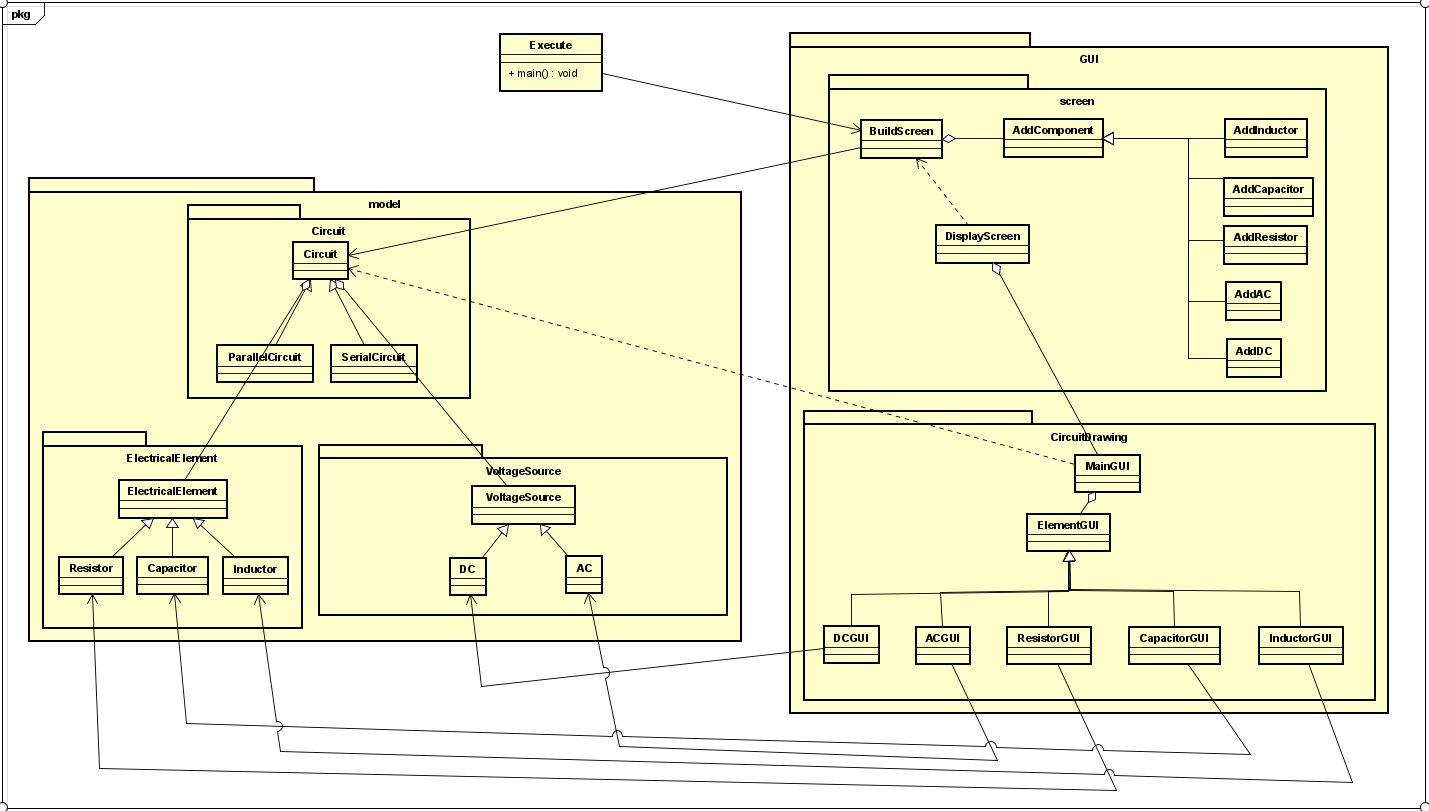 pkg
Execute
+ main() : void
GUI
screen
BuildScreen
AddComponent
AddInductor
AddCapacitor
AddResistor
AddAC
AddDC
DisplayScreen
model
Circuit
Circuit
ParallelCircuit
SerialCircuit
ElectricalElement
ElectricalElement
Resistor
Capacitor
Inductor
VoltageSource
VoltageSource
DC
AC
CircuitDrawing
MainGUI
ElementGUI
DCGUI
ACGUI
ResistorGUI
CapacitorGUI
InductorGUI